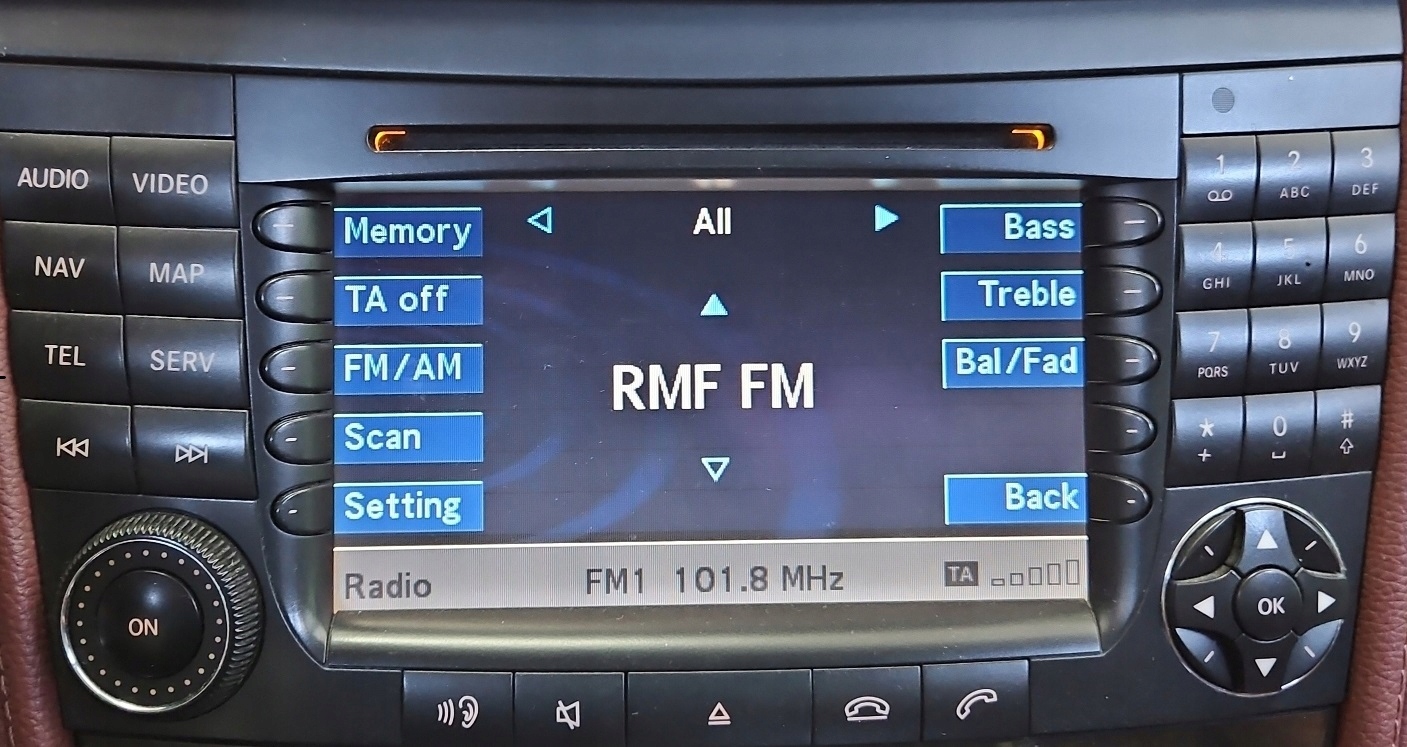 AUDIO VIDEO
NAV MAP
TEL SERV
ON
Memory All Bass
TA off Treble
FM/AM Bal/Fad
RMF FM
Scan
Setting Back
Radio FM1 101.8 MHz TA
1 2 ABC 3 DEF
4 GHI 5 JKL 6 MNO
7 PQRS 8 TUV 9 WXYZ
* + 0 #
OK